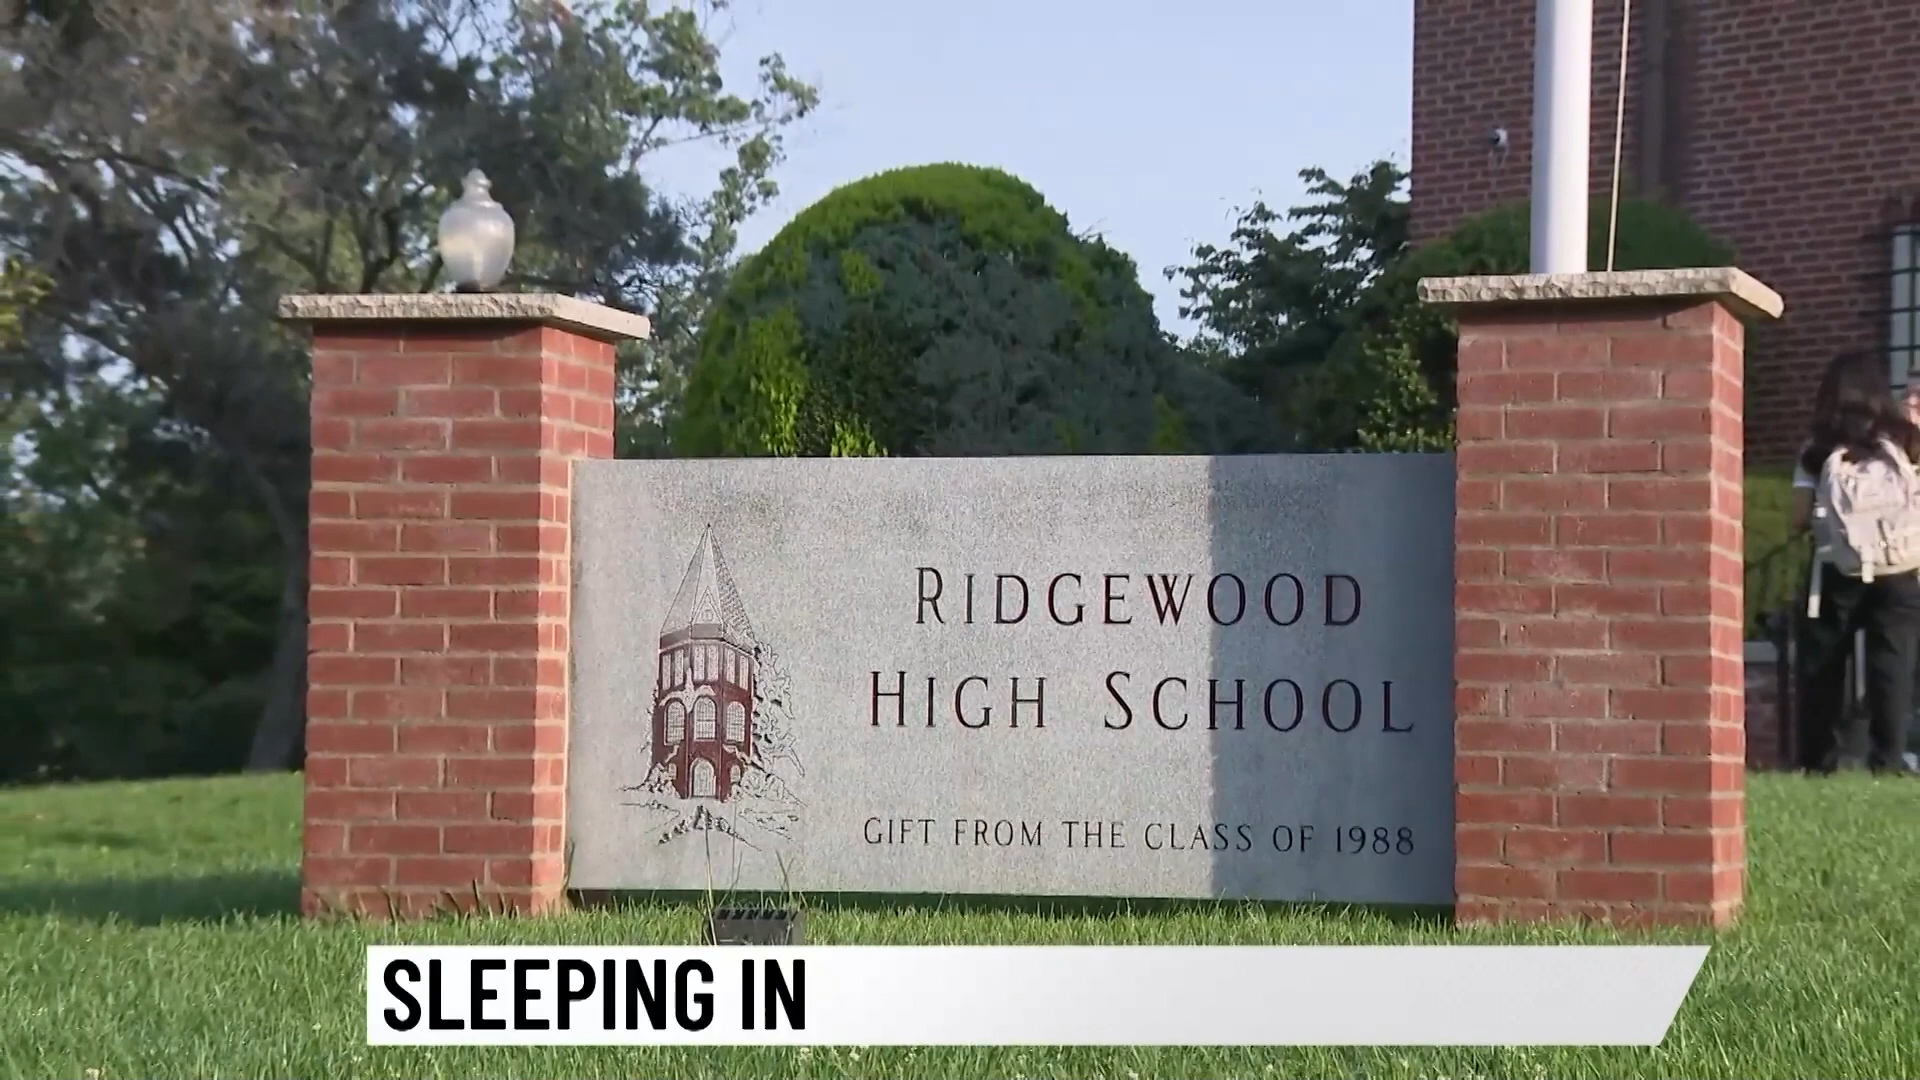 RIDGEWOOD
HIGH SCHOOL
GIFT FROM THE CLASS OF 1988
SLEEPING IN